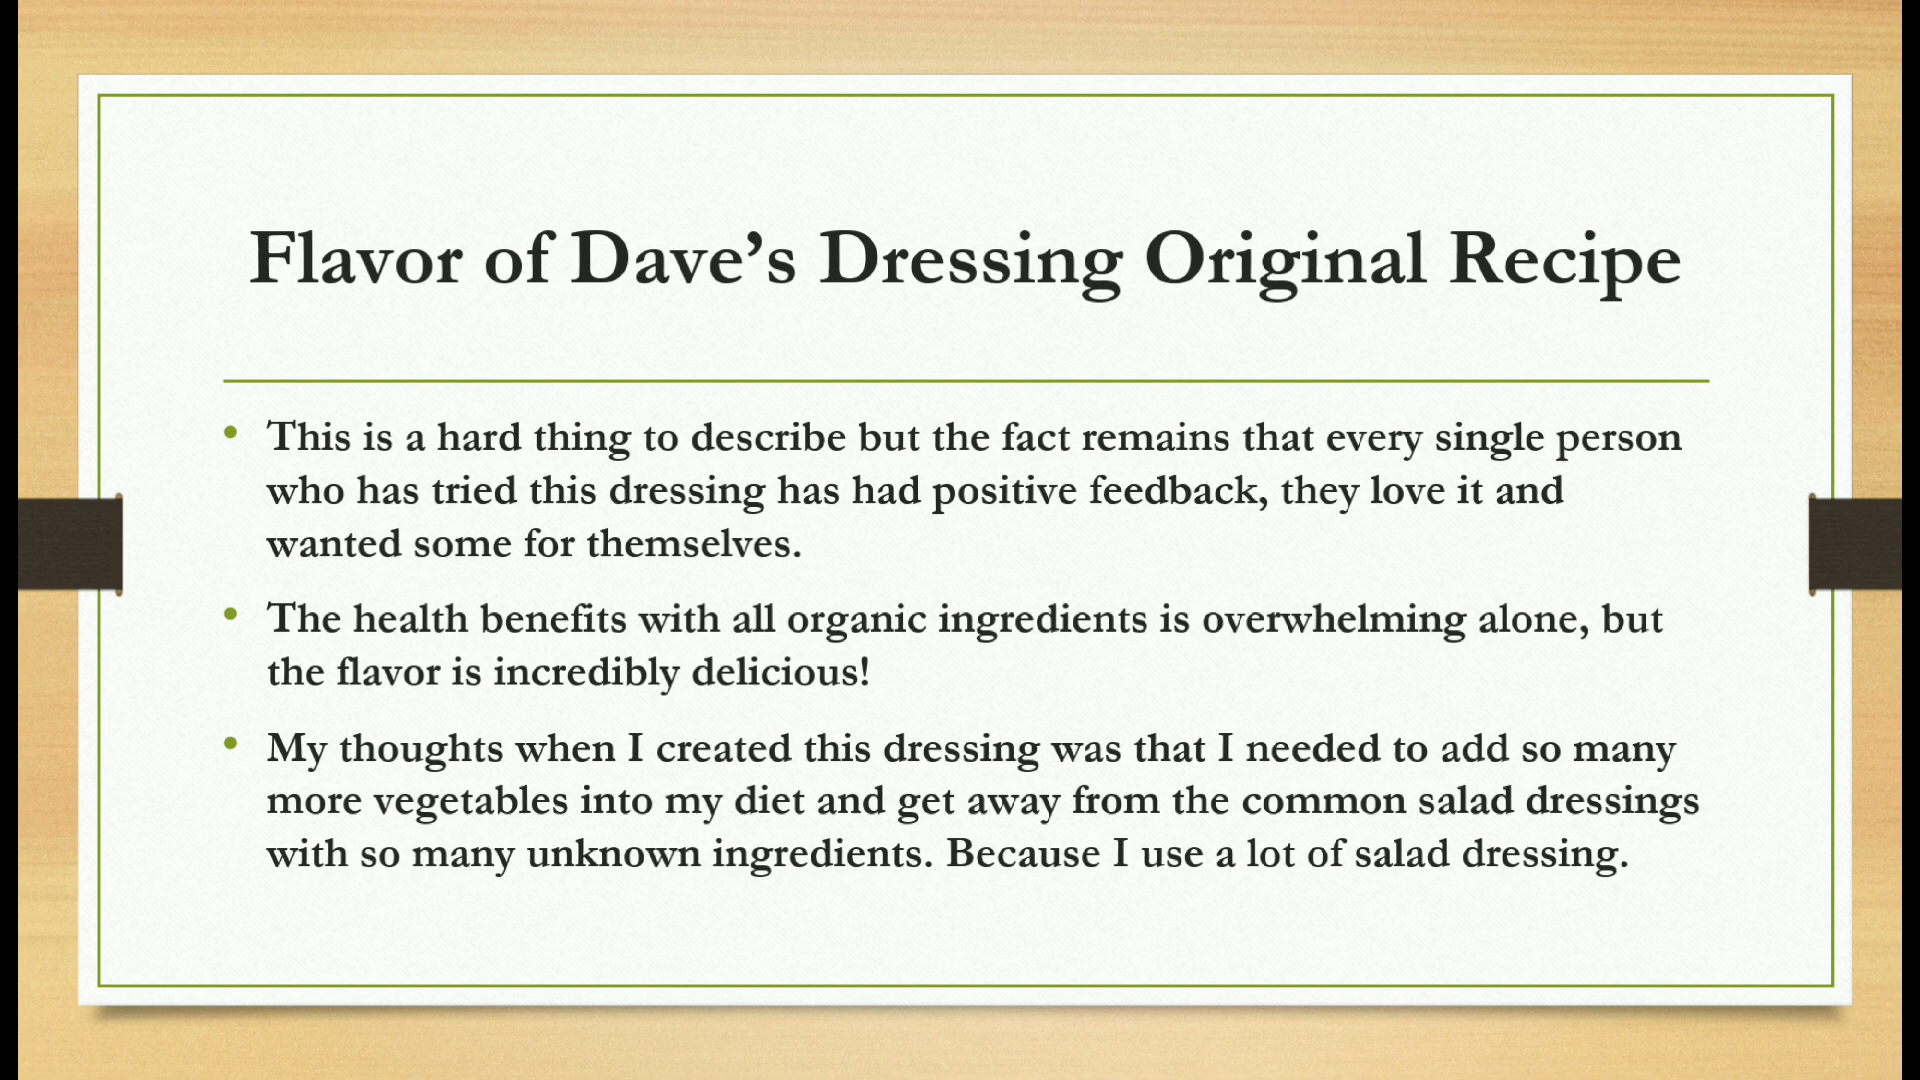 Flavor of Dave’s Dressing Original Recipe
• This is a hard thing to describe but the fact remains that every single person
who has tried this dressing has had positive feedback, they love it and
wanted some for themselves.
• The health benefits with all organic ingredients is overwhelming alone, but
the flavor is incredibly delicious!
• My thoughts when I created this dressing was that I needed to add so many
more vegetables into my diet and get away from the common salad dressings
with so many unknown ingredients. Because I use a lot of salad dressing.